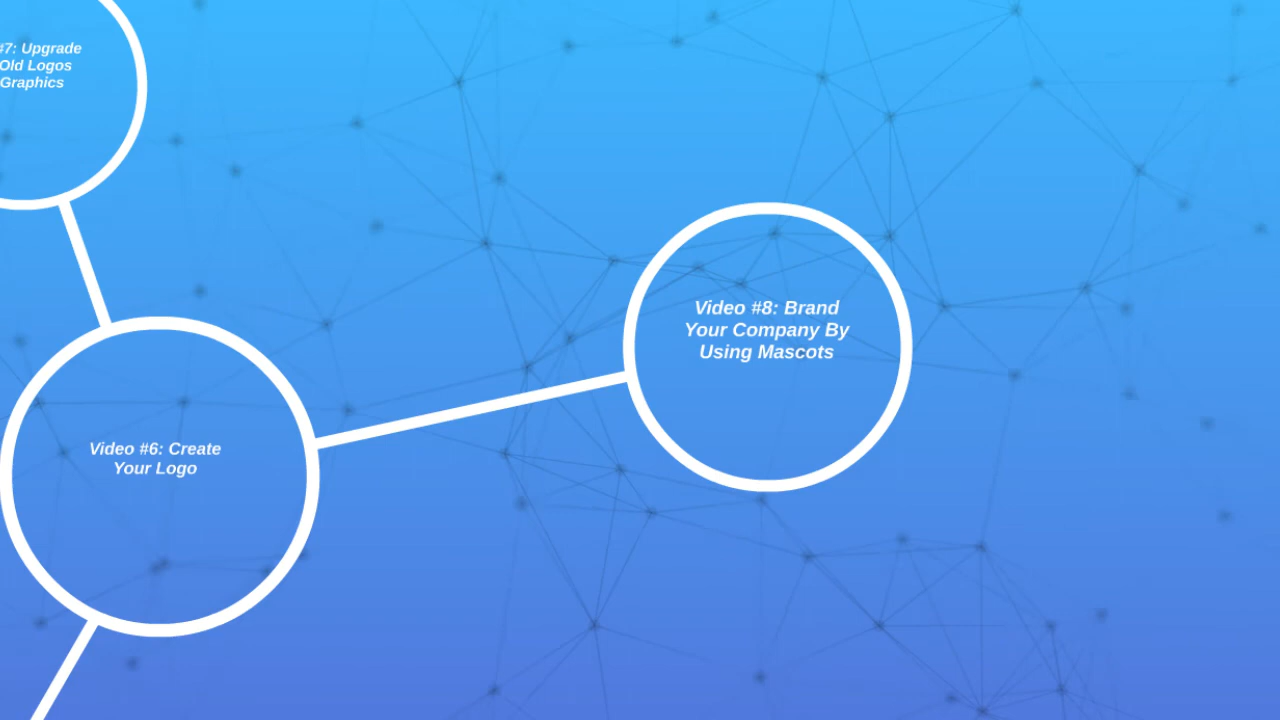 #7: Upgrade
Old Logos
Graphics
Video #8: Brand
Your Company By
Using Mascots
Video #6: Create
Your Logo